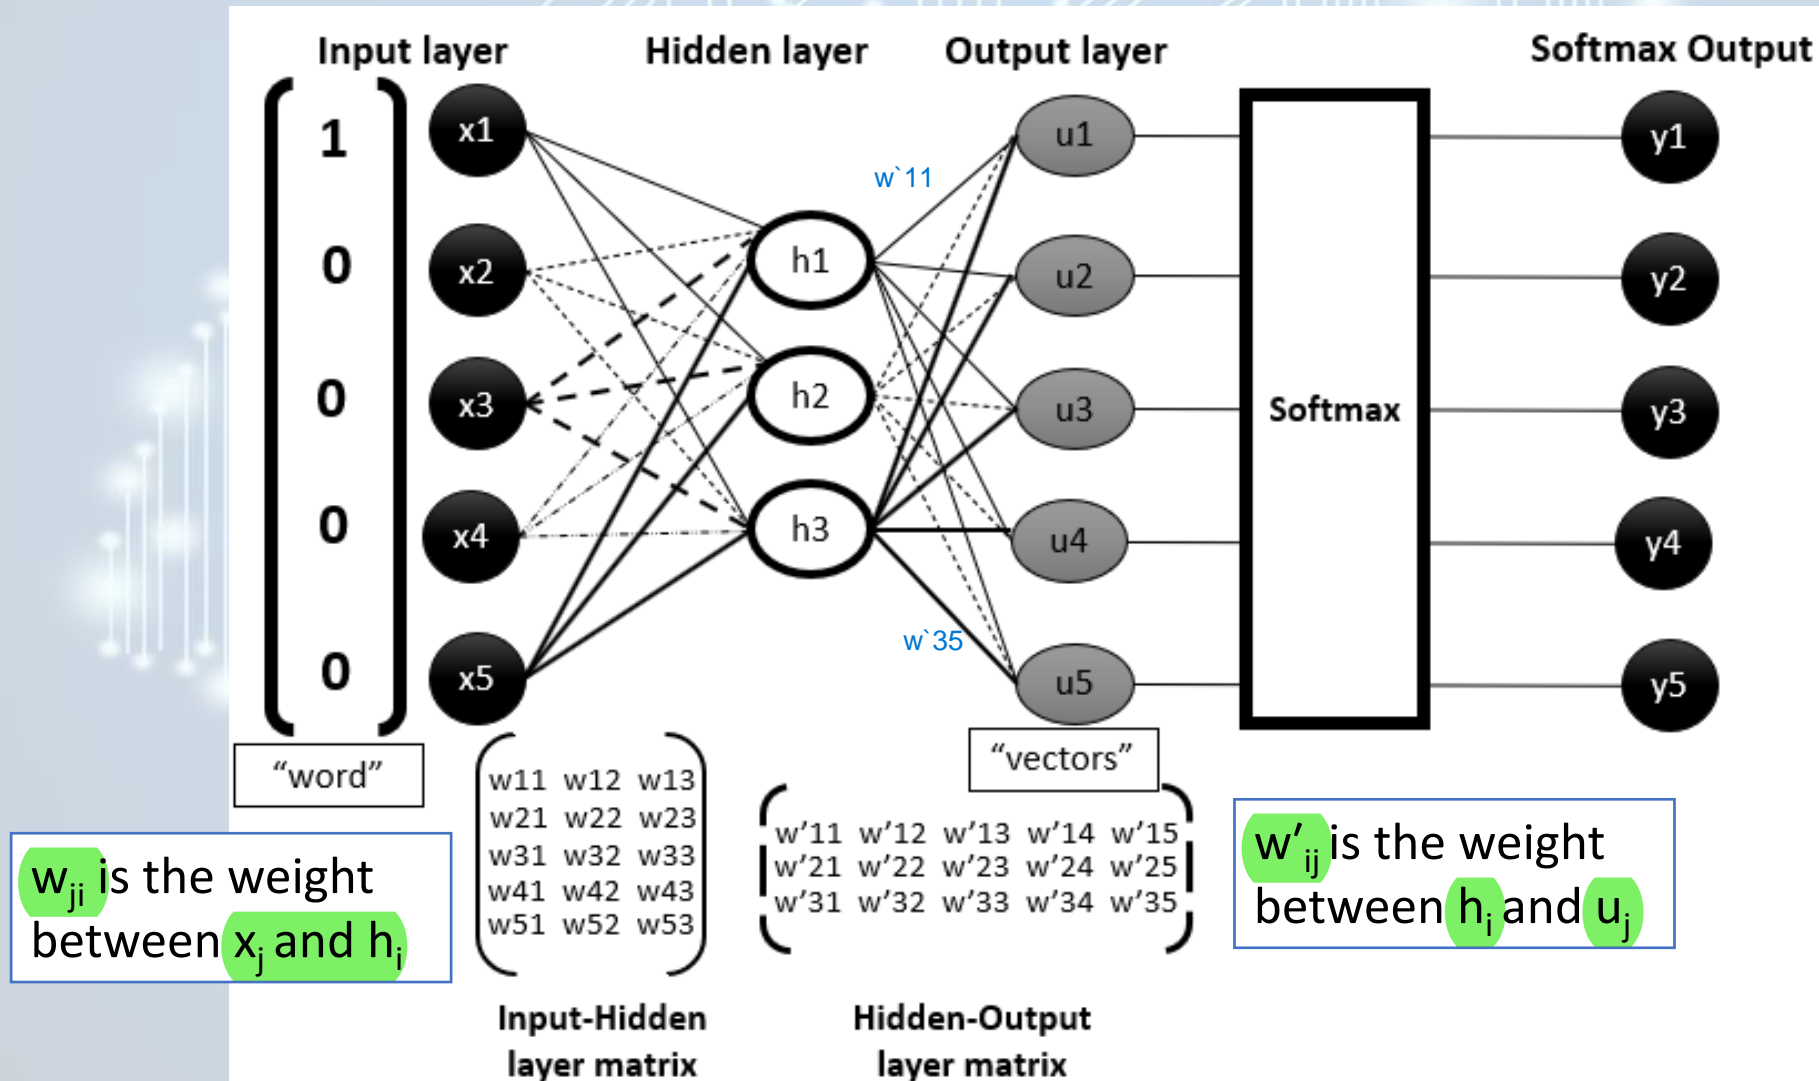 Input layer
Hidden layer
Output layer
Softmax Output
1
0
0
0
0
x1
x2
x3
x4
x5
h1
h2
h3
w`11
w`35
u1
u2
u3
u4
u5
Softmax
y1
y2
y3
y4
y5
“word”
“vectors”
w11 w12 w13
w21 w22 w23
w31 w32 w33
w41 w42 w43
w51 w52 w53
w’11 w’12 w’13 w’14 w’15
w’21 w’22 w’23 w’24 w’25
w’31 w’32 w’33 w’34 w’35
wji is the weight
between xj and hi
w’ij is the weight
between hi and uj
Input-Hidden
layer matrix
Hidden-Output
layer matrix